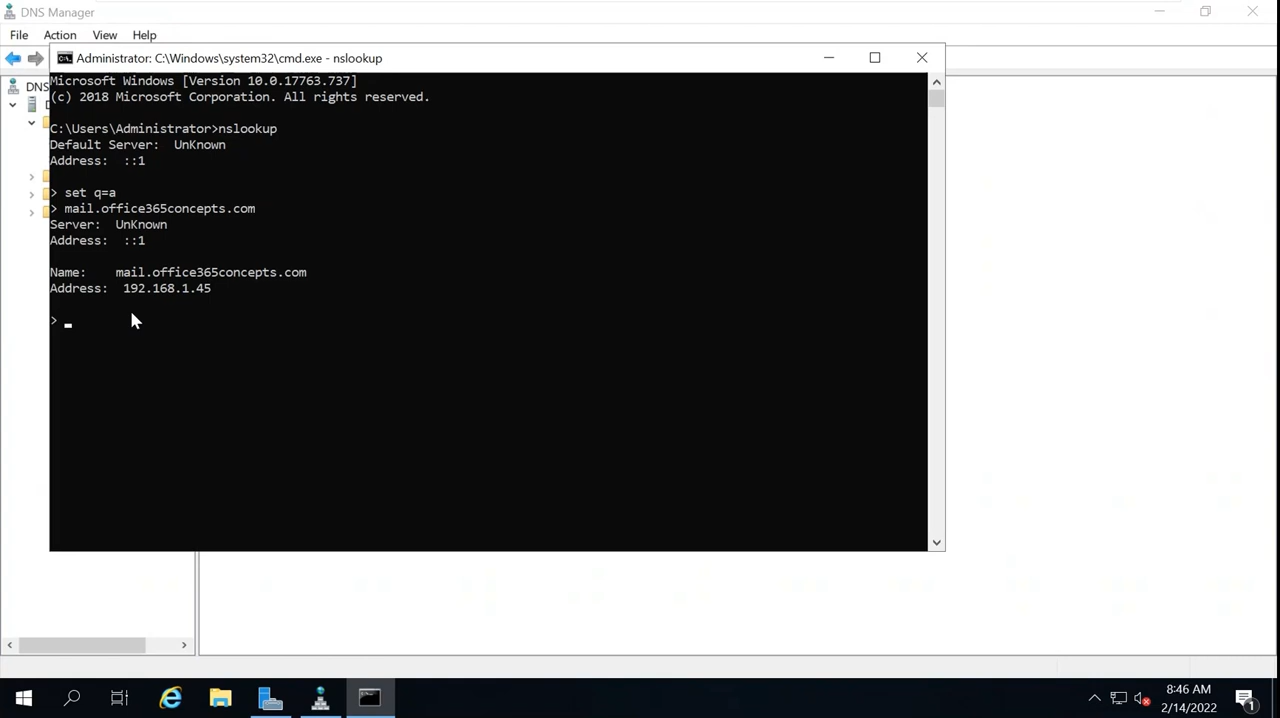 DNS Manager
File Action View Help
Administrator: C:\Windows\system32\cmd.exe - nslookup
Microsoft Windows [Version 10.0.17763.737]
(c) 2018 Microsoft Corporation. All rights reserved.
C:\Users\Administrator>nslookup
Default Server:  UnKnown
Address:  ::1
> set q=a
> mail.office365concepts.com
Server:  UnKnown
Address:  ::1
Name:    mail.office365concepts.com
Address:  192.168.1.45
>
DNS
8:46 AM
2/14/2022
1